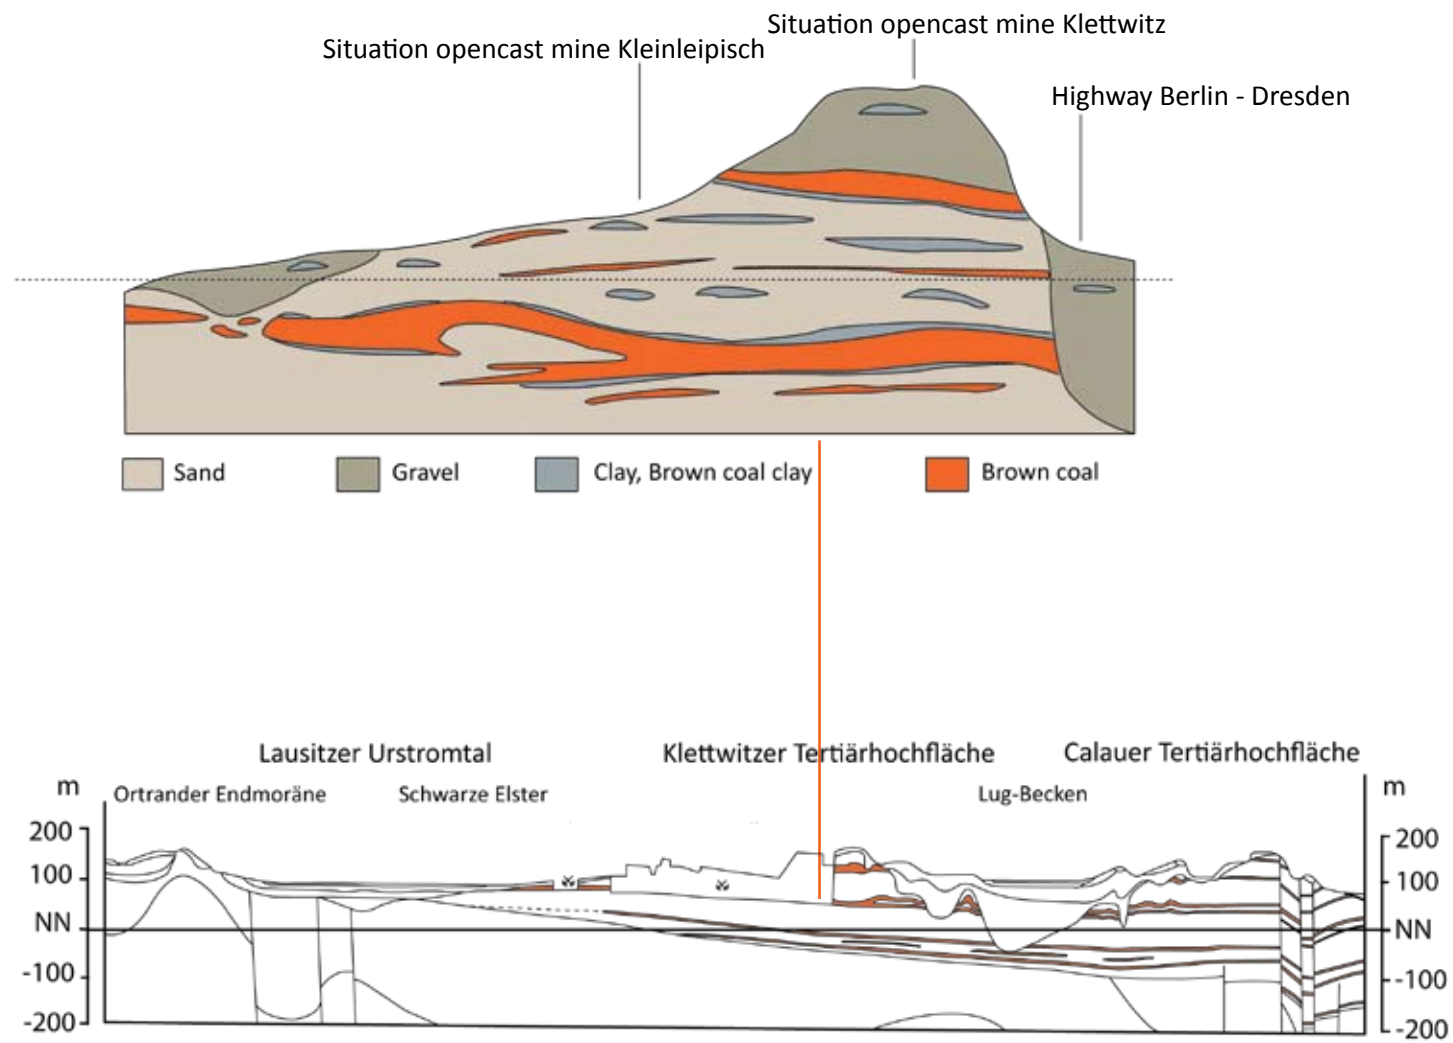 Situation opencast mine Klettwitz
Situation opencast mine Kleinleipisch
Highway Berlin - Dresden
Sand
Gravel
Clay, Brown coal clay
Brown coal
Lausitzer Urstromtal
Klettwitzer Tertiärhochfläche
Calauer Tertiärhochfläche
m
Ortrander Endmoräne
Schwarze Elster
Lug-Becken
m
200
200
100
100
NN
NN
-100
-100
-200
-200